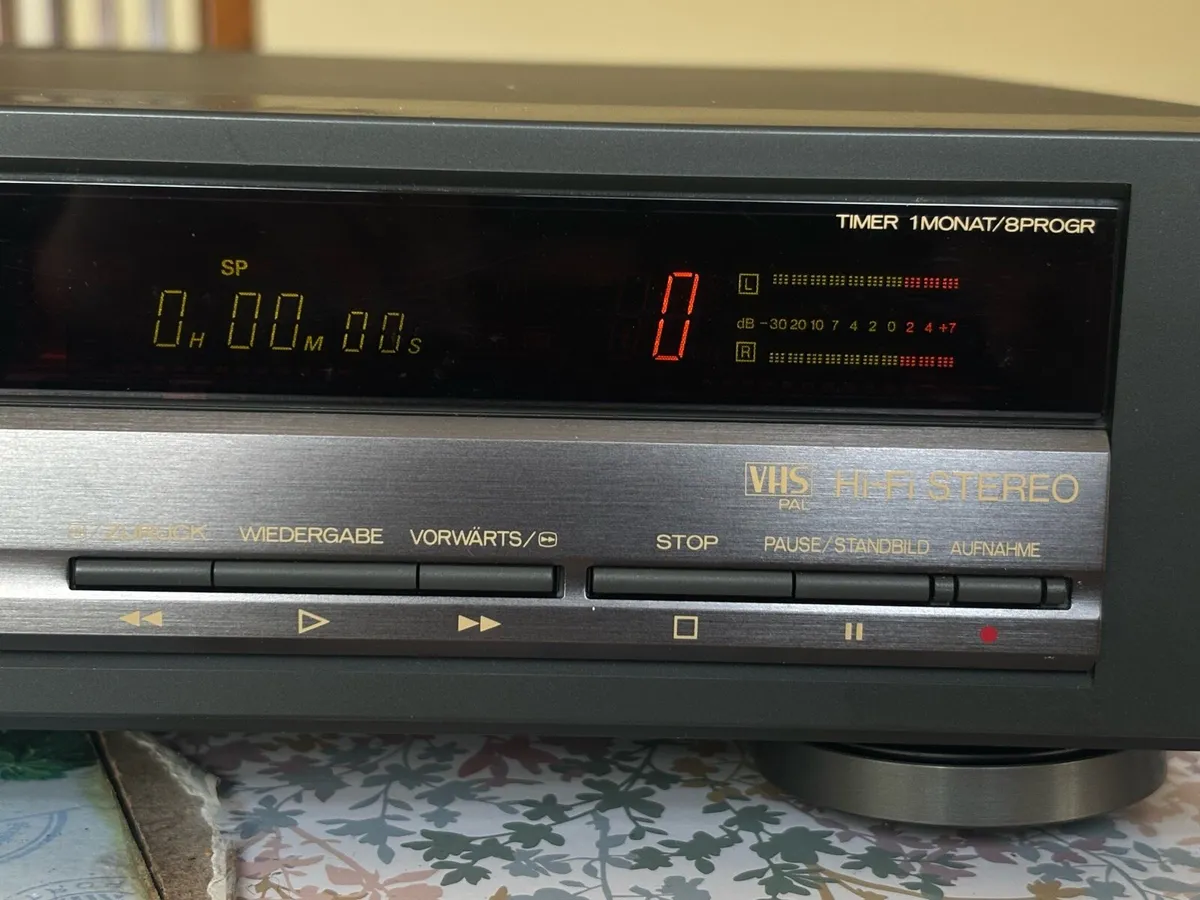 TIMER 1MONAT/8PROGR
SP
0H 00M 00S
0
L
dB -30 20 10 7 4 2 0 2 4 +7
R
VHS Hi-Fi STEREO
PAL
ZURÜCK WIEDERGABE VORWÄRTS/ STOP PAUSE/STANDBILD AUFNAHME